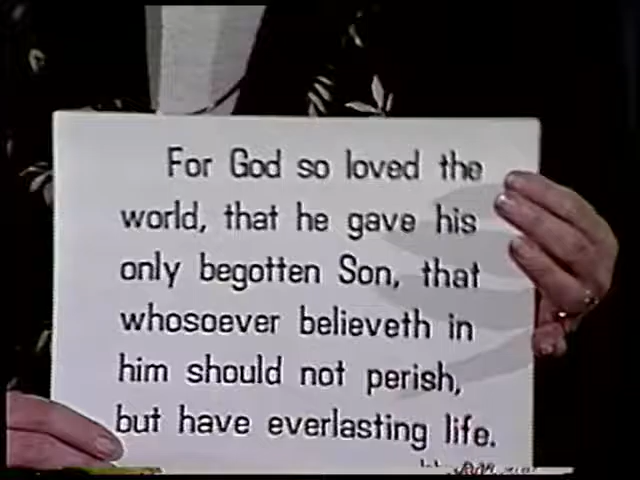 For God so loved the
world, that he gave his
only begotten Son, that
whosoever believeth in
him should not perish,
but have everlasting life.